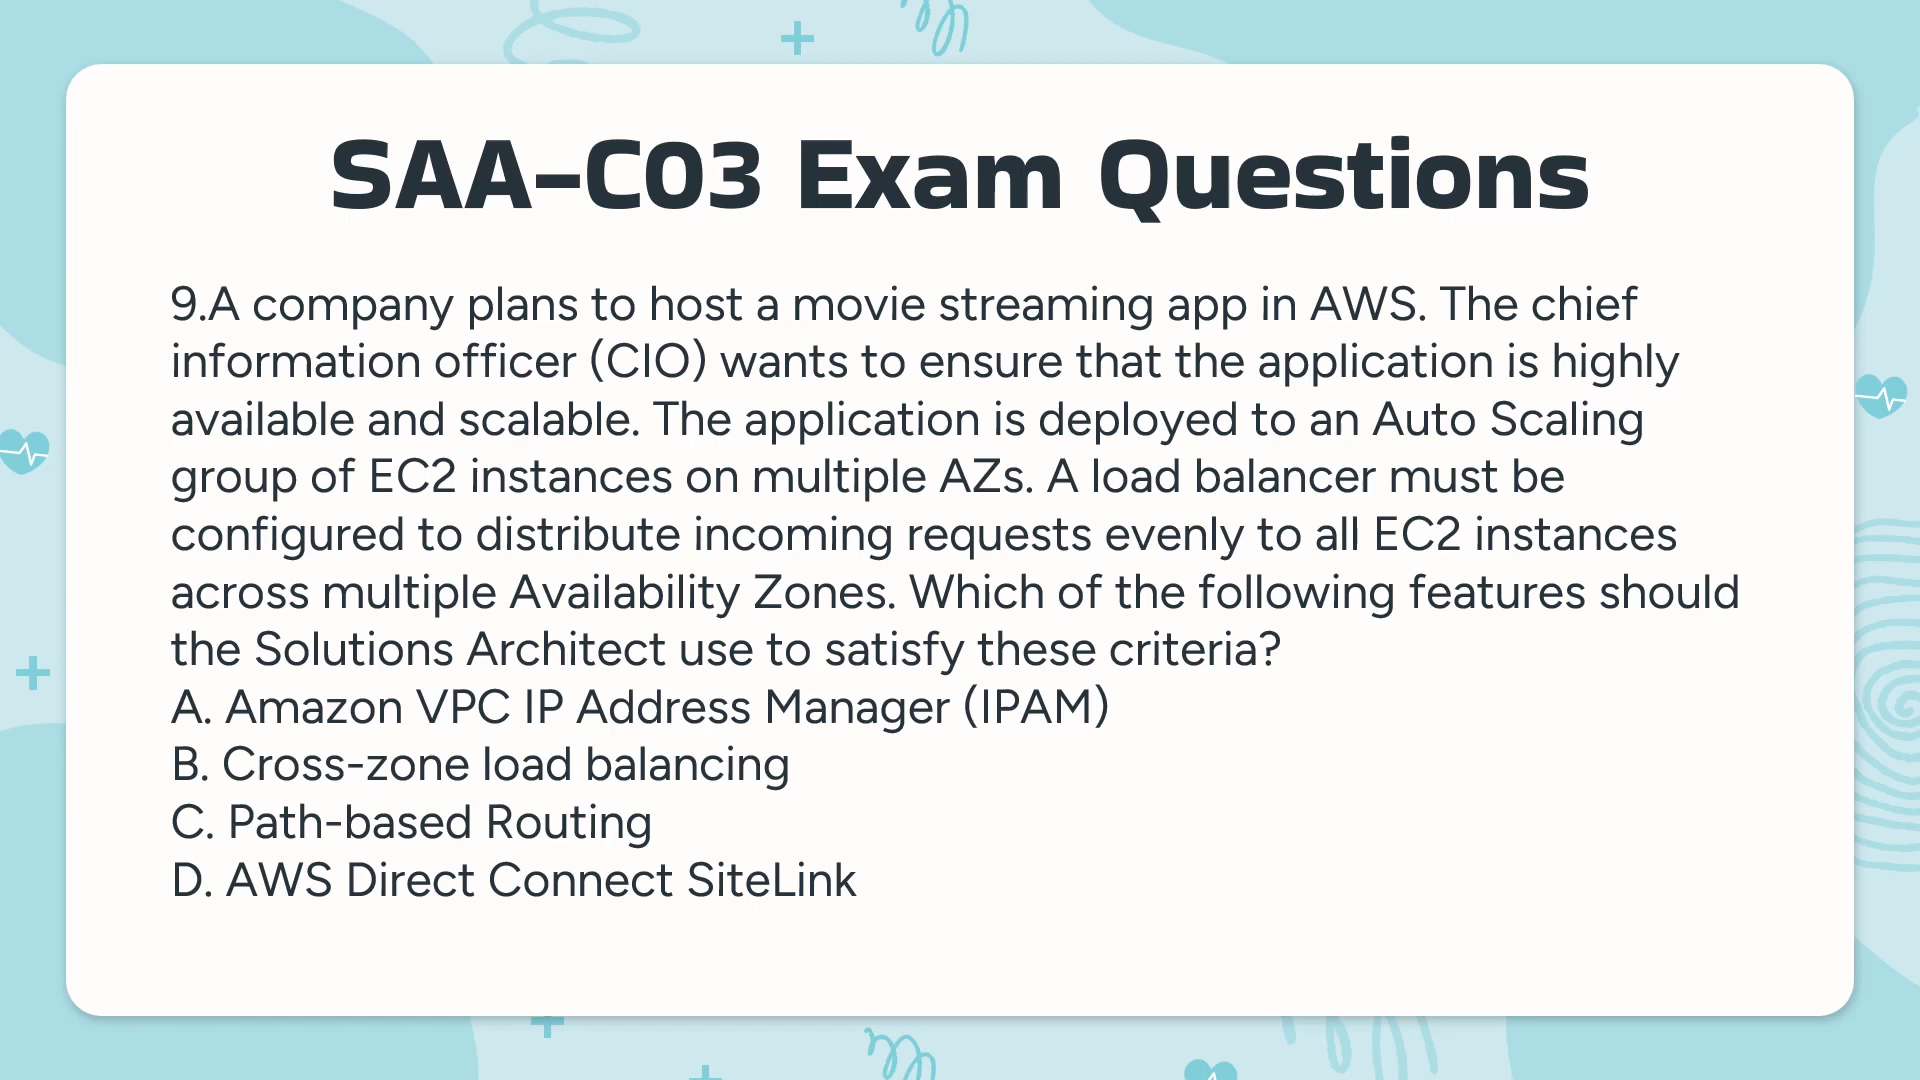 SAA-C03 Exam Questions
9.A company plans to host a movie streaming app in AWS. The chief
information officer (CIO) wants to ensure that the application is highly
available and scalable. The application is deployed to an Auto Scaling
group of EC2 instances on multiple AZs. A load balancer must be
configured to distribute incoming requests evenly to all EC2 instances
across multiple Availability Zones. Which of the following features should
the Solutions Architect use to satisfy these criteria?
A. Amazon VPC IP Address Manager (IPAM)
B. Cross-zone load balancing
C. Path-based Routing
D. AWS Direct Connect SiteLink